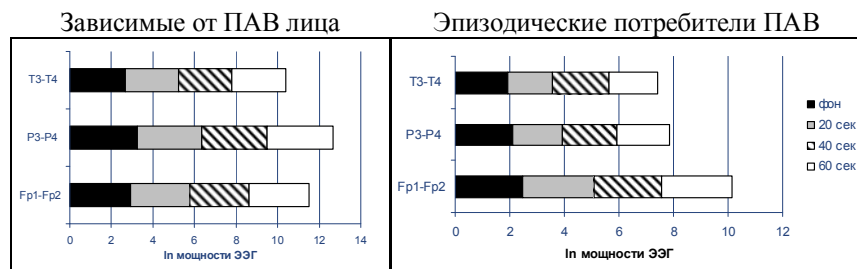 Зависимые от ПАВ лица
Эпизодические потребители ПАВ
T3-T4
P3-P4
Fp1-Fp2
0 2 4 6 8 10 12 14
ln мощности ЭЭГ
T3-T4
P3-P4
Fp1-Fp2
0 2 4 6 8 10 12
ln мощности ЭЭГ
фон
20 сек
40 сек
60 сек